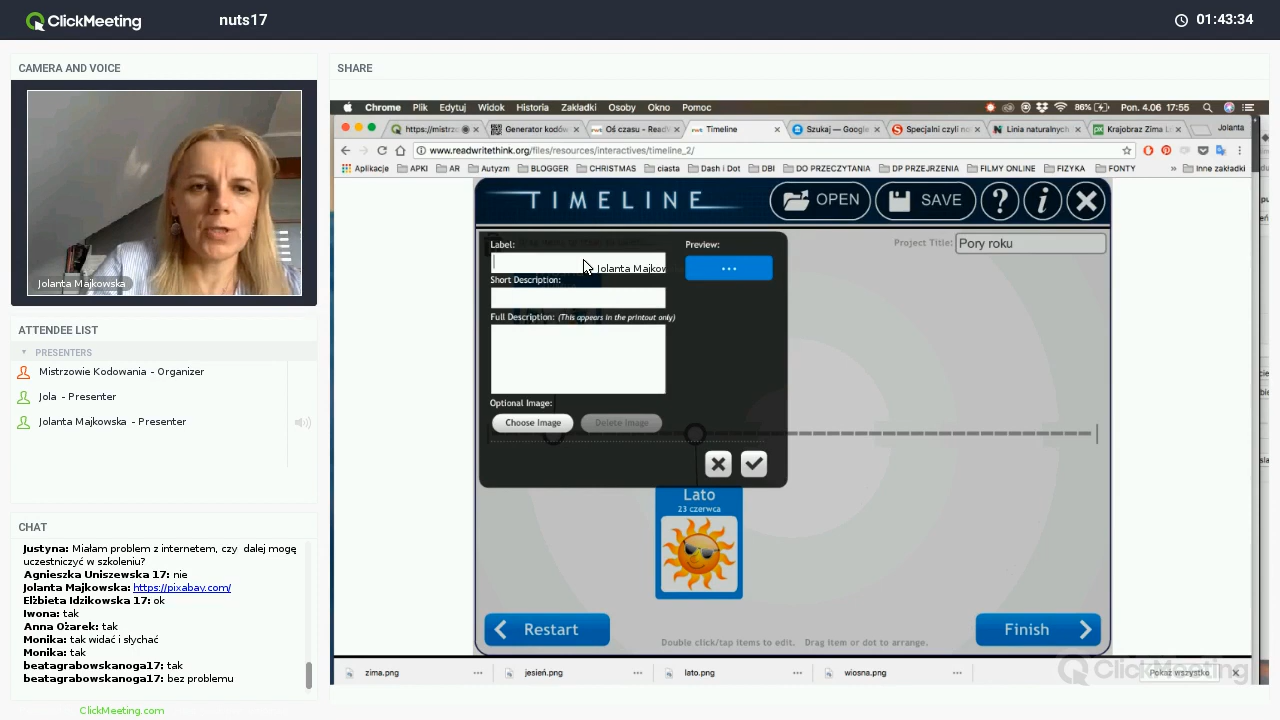 ClickMeeting
nuts17
01:43:34
CAMERA AND VOICE
Jolanta Majkowska
ATTENDEE LIST
PRESENTERS
Mistrzowie Kodowania - Organizer
Jola - Presenter
Jolanta Majkowska - Presenter
CHAT
Justyna: Miałam problem z internetem, czy dalej mogę
uczestniczyć w szkoleniu?
Agnieszka Uniszewska 17: nie
Jolanta Majkowska: https://pixabay.com/
Elżbieta Idzikowska 17: ok
Iwona: tak
Anna Ożarek: tak
Monika: tak widać i słychać
Monika: tak
beatagrabowskanoga17: tak
beatagrabowskanoga17: bez problemu
ClickMeeting.com
SHARE
Chrome Plik Edytuj Widok Historia Zakładki Osoby Okno Pomoc
86% Pon. 4.06 17:55
https://mistrz
Generator kodów
Oś czasu - Read
Timeline
Szukaj — Google
Specjalni czyli no
Linia naturalnych
Krajobraz Zima L
Jolanta
www.readwritethink.org/files/resources/interactives/timeline_2/
Aplikacje APKI AR Autyzm BLOGGER CHRISTMAS ciasta Dash i Dot DBI DO PRZECZYTANIA DP PRZEJRZENIA FILMY ONLINE FIZYKA FONTY » Inne zakładki
TIMELINE
OPEN
SAVE
?
i
Project Title: Pory roku
Label:
Preview:
Jolanta Majkow
...
Short Description:
Full Description: (This appears in the printout only)
Optional Image:
Choose Image
Delete Image
Lato
23 czerwca
Restart
Double click/tap items to edit. Drag item or dot to arrange.
Finish
zima.png
jesień.png
lato.png
wiosna.png
Pokaż wszystko
ClickMeeting